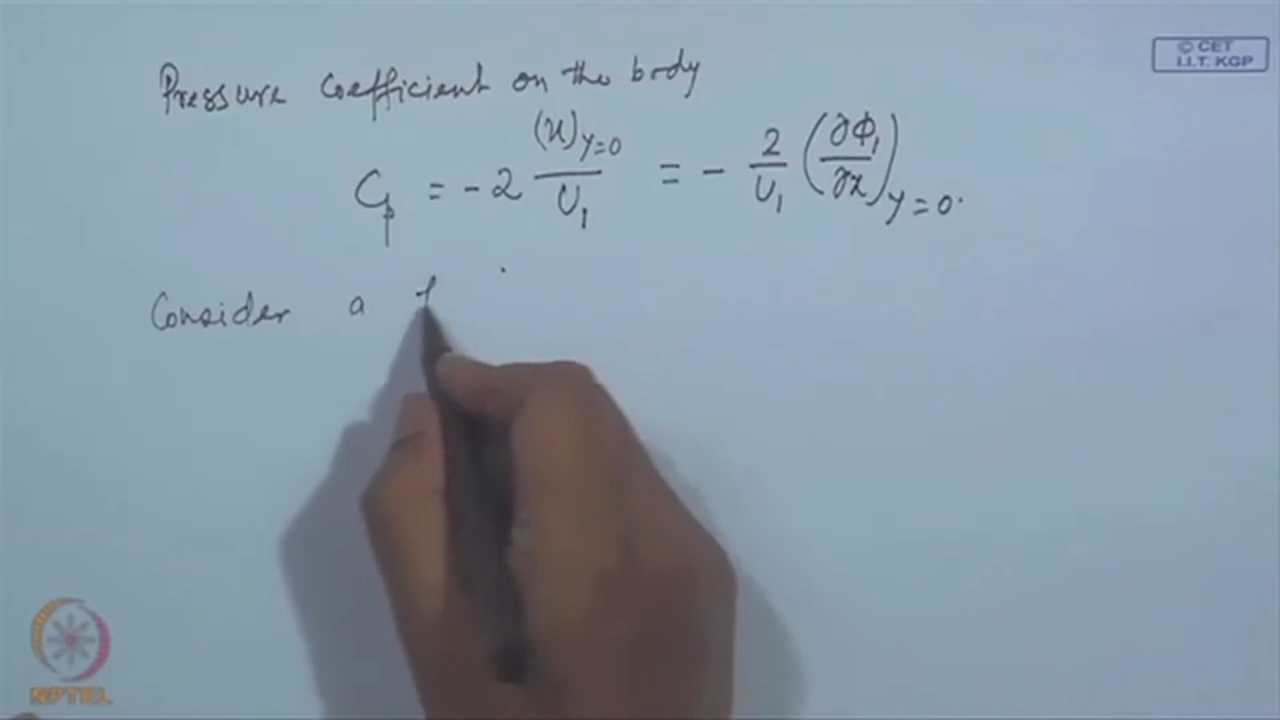 © CET
I.I.T. KGP
Pressure coefficient on the body
Cp = -2 (u)y=0 / U1 = - 2/U1 (∂Φ1/∂x)y=0.
Consider a f
NPTEL